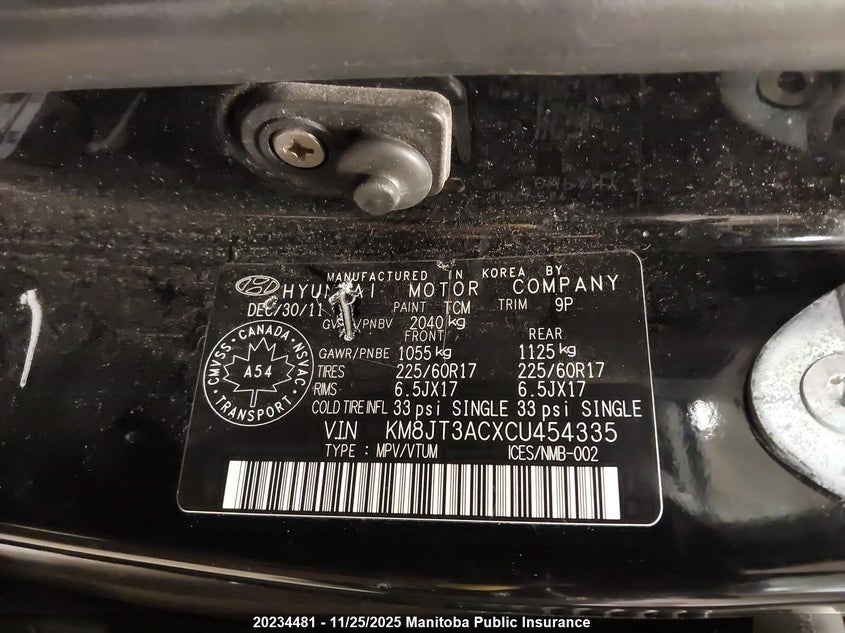 MANUFACTURED IN KOREA BY
HYUNDAI MOTOR COMPANY
DEC/30/11 PAINT TCM TRIM 9P
GVWR/PNBV 2040 kg
FRONT REAR
GAWR/PNBE 1055 kg 1125 kg
TIRES 225/60R17 225/60R17
RIMS 6.5JX17 6.5JX17
COLD TIRE INFL 33 psi SINGLE 33 psi SINGLE
VIN KM8JT3ACXCU454335
TYPE : MPV/VTUM ICES/NMB-002
CMVSS · CANADA · NSVAC
A54
TRANSPORT
20234481 - 11/25/2025 Manitoba Public Insurance